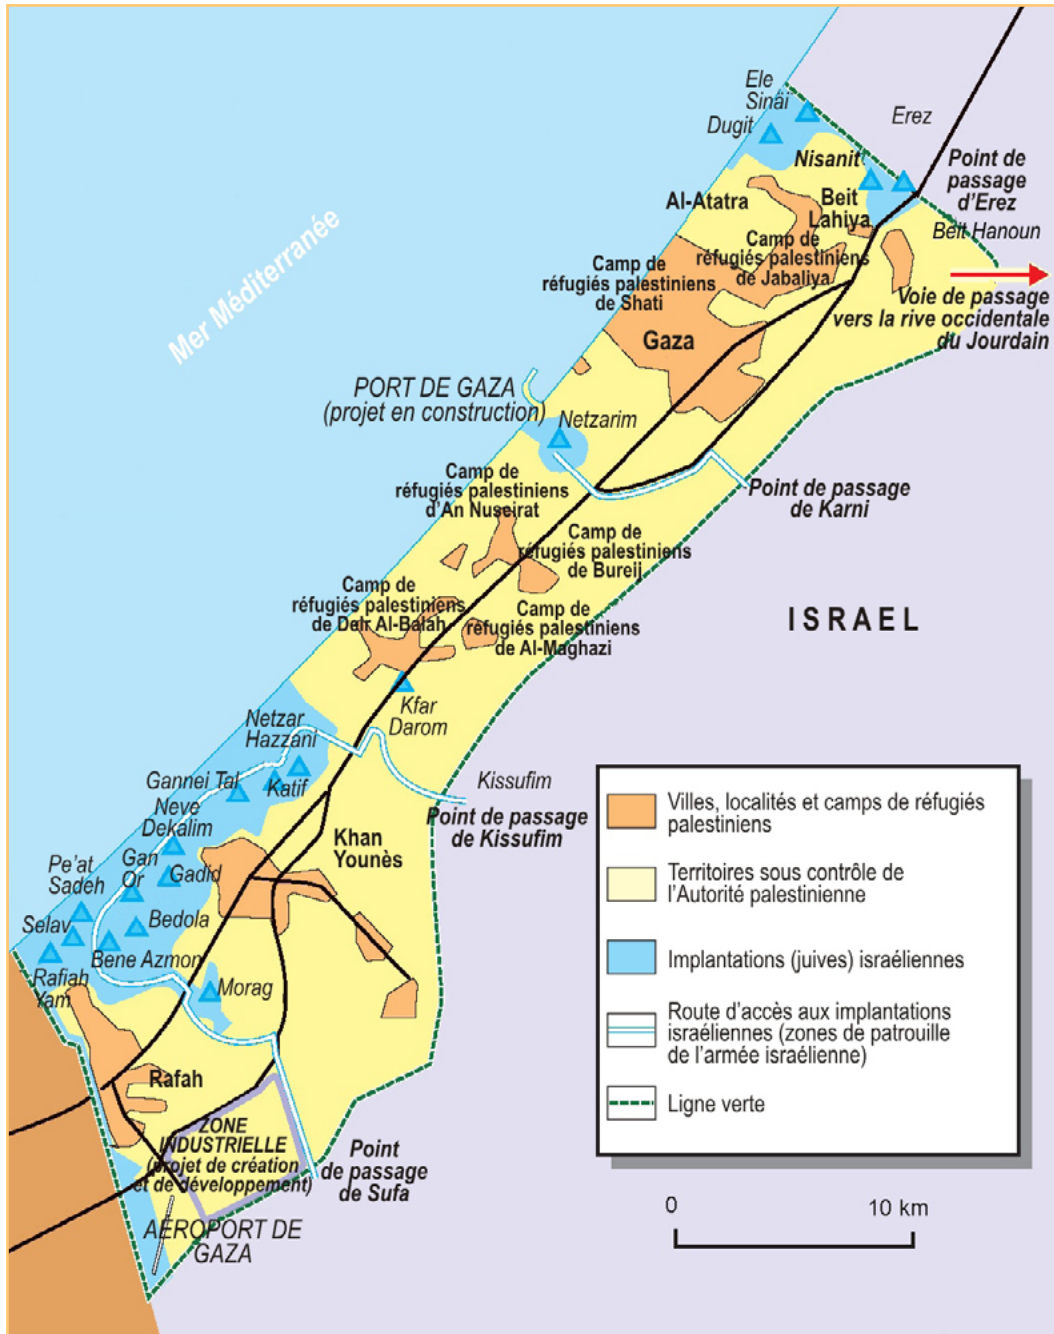 Ele
Sinäi
Dugit
Erez
Nisanit
Point de
passage
d'Erez
Al-Atatra
Beit
Lahiya
Beit Hanoun
Camp de
réfugiés palestiniens
de Jabaliya
Camp de
réfugiés palestiniens
de Shati
Voie de passage
vers la rive occidentale
du Jourdain
Mer Méditerranée
Gaza
PORT DE GAZA
(projet en construction)
Netzarim
Camp de
réfugiés palestiniens
d'An Nuseirat
Point de passage
de Karni
Camp de
réfugiés palestiniens
de Bureij
Camp de
réfugiés palestiniens
de Deir Al-Balah
Camp de
réfugiés palestiniens
de Al-Maghazi
ISRAEL
Kfar
Darom
Netzar
Hazzani
Gannei Tal
Katif
Kissufim
Point de passage
de Kissufim
Neve
Dekalim
Khan
Younès
Gan
Or
Gadid
Pe'at
Sadeh
Selav
Bedola
Bene Azmon
Rafiah
Yam
Morag
Rafah
ZONE
INDUSTRIELLE
(projet de création
et de développement)
Point
de passage
de Sufa
AÉROPORT DE
GAZA
Villes, localités et camps de réfugiés
palestiniens
Territoires sous contrôle de
l'Autorité palestinienne
Implantations (juives) israéliennes
Route d'accès aux implantations
israéliennes (zones de patrouille
de l'armée israélienne)
Ligne verte
0 10 km